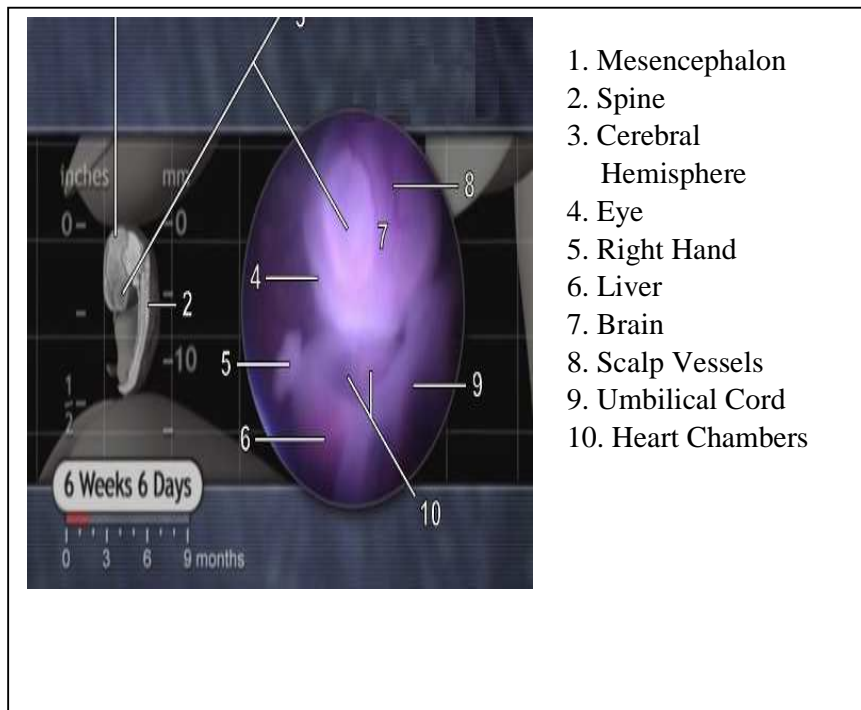 inches mm
0 0
8
7
4
2
10
5
9
1
2
6
10
6 Weeks 6 Days
0 3 6 9 months
1. Mesencephalon
2. Spine
3. Cerebral
Hemisphere
4. Eye
5. Right Hand
6. Liver
7. Brain
8. Scalp Vessels
9. Umbilical Cord
10. Heart Chambers